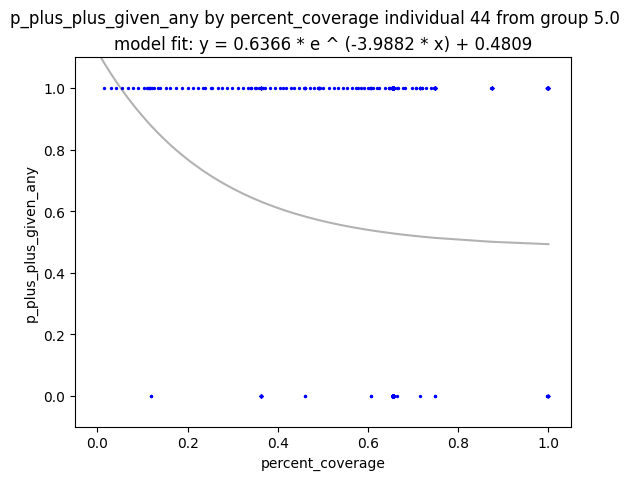 p_plus_plus_given_any by percent_coverage individual 44 from group 5.0
model fit: y = 0.6366 * e ^ (-3.9882 * x) + 0.4809
1.0
0.8
0.6
0.4
0.2
0.0
p_plus_plus_given_any
0.0 0.2 0.4 0.6 0.8 1.0
percent_coverage